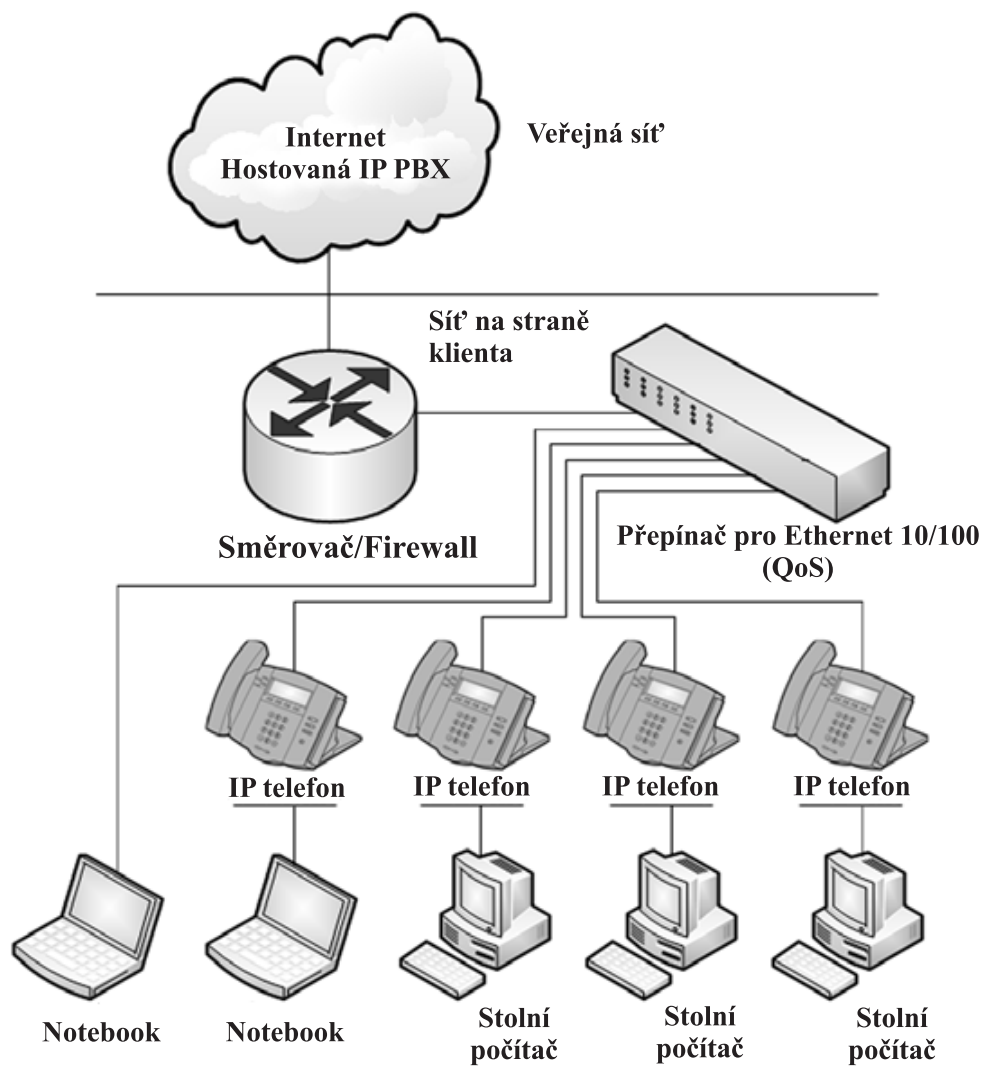 Internet
Hostovaná IP PBX
Veřejná síť
Síť na straně
klienta
Směrovač/Firewall
Přepínač pro Ethernet 10/100
(QoS)
IP telefon
IP telefon
IP telefon
IP telefon
Notebook
Notebook
Stolní
počítač
Stolní
počítač
Stolní
počítač